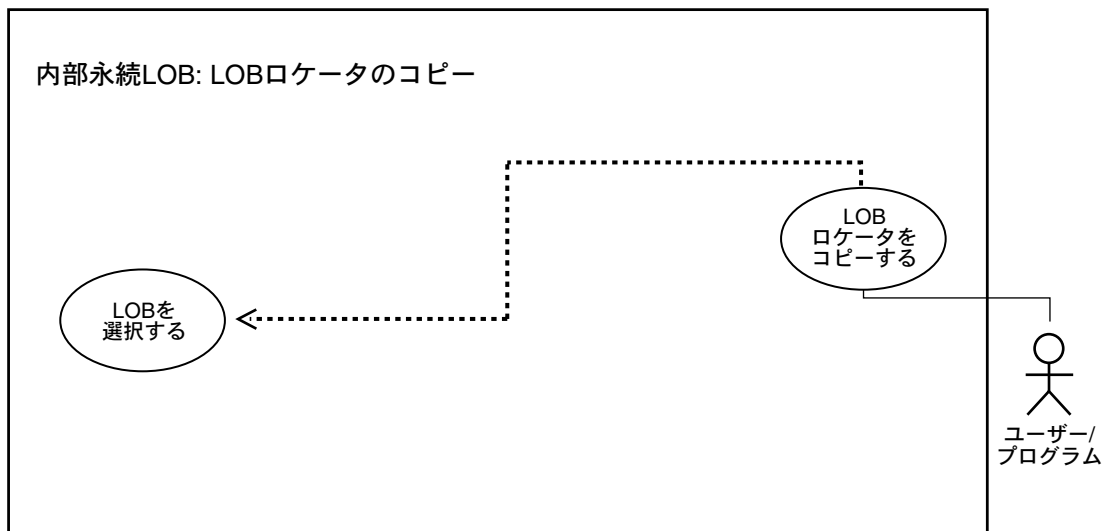 内部永続LOB: LOBロケータのコピー
LOB
ロケータを
コピーする
LOBを
選択する
ユーザー/
プログラム